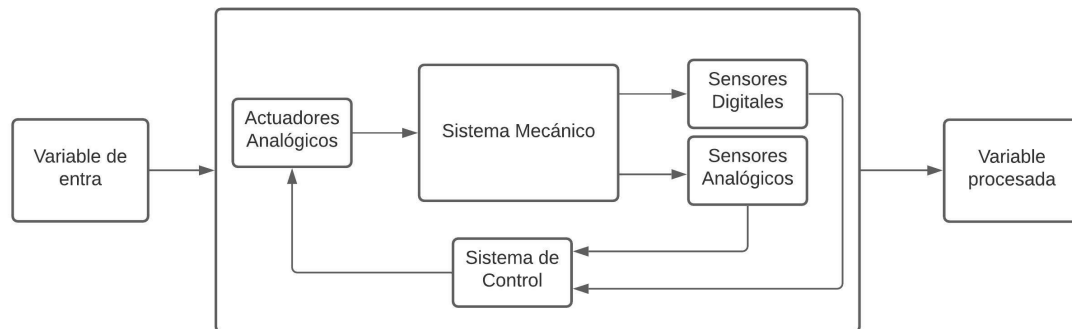 Variable de
entra
Actuadores
Analógicos
Sistema Mecánico
Sensores
Digitales
Sensores
Analógicos
Sistema de
Control
Variable
procesada